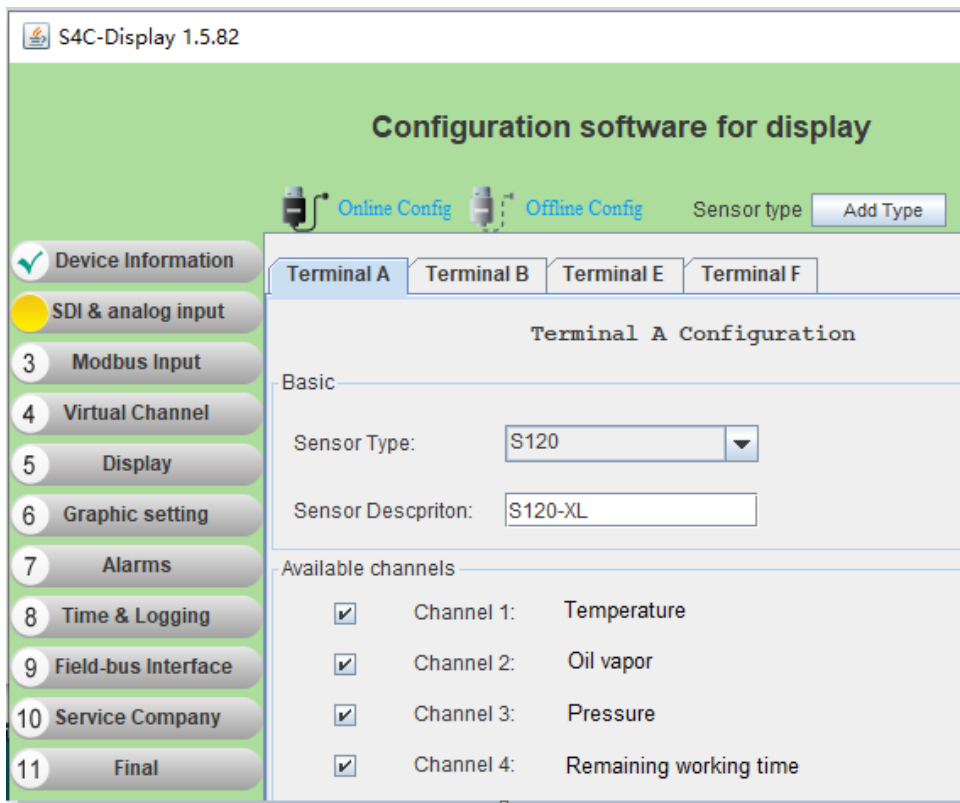 S4C-Display 1.5.82
Configuration software for display
Online Config Offline Config Sensor type Add Type
Device Information
SDI & analog input
3 Modbus Input
4 Virtual Channel
5 Display
6 Graphic setting
7 Alarms
8 Time & Logging
9 Field-bus Interface
10 Service Company
11 Final
Terminal A Terminal B Terminal E Terminal F
Terminal A Configuration
Basic
Sensor Type: S120
Sensor Descpriton: S120-XL
Available channels
Channel 1: Temperature
Channel 2: Oil vapor
Channel 3: Pressure
Channel 4: Remaining working time